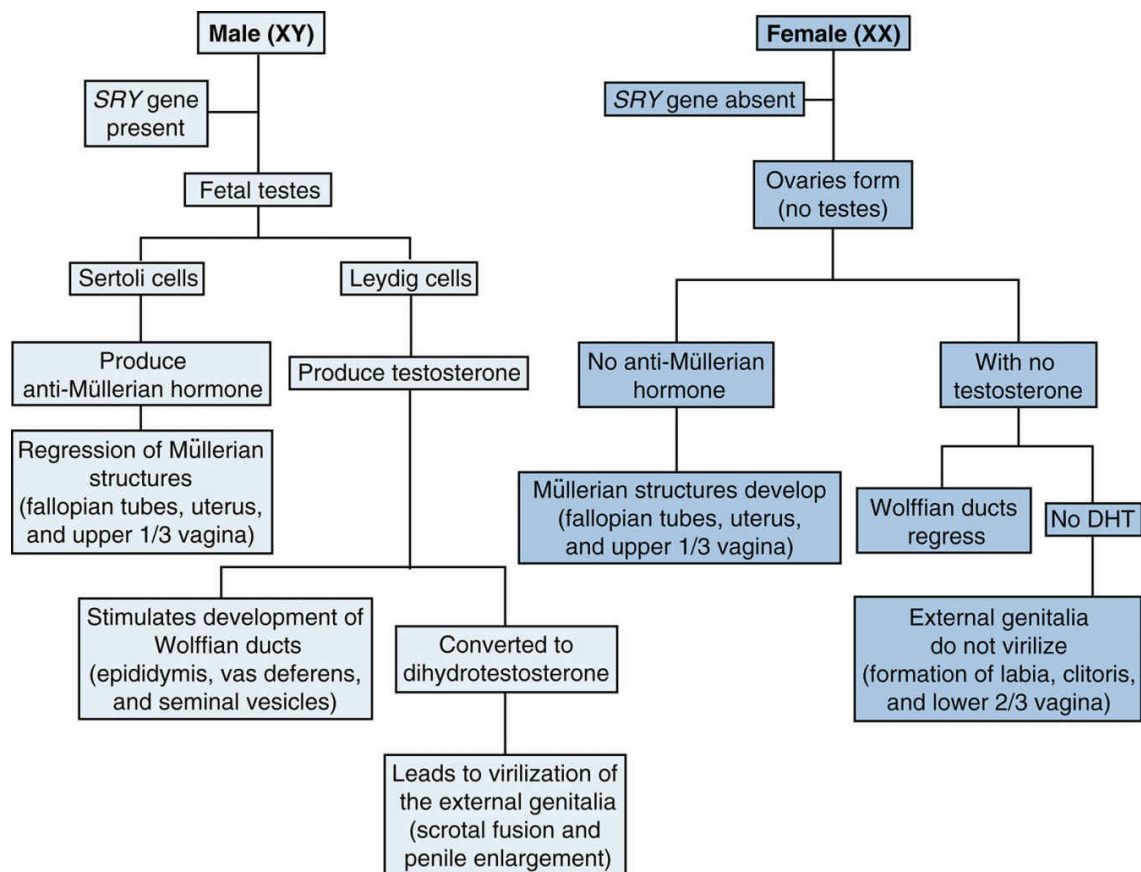 Male (XY)
SRY gene
present
Fetal testes
Sertoli cells
Leydig cells
Produce
anti-Müllerian hormone
Produce testosterone
Regression of Müllerian
structures
(fallopian tubes, uterus,
and upper 1/3 vagina)
Stimulates development of
Wolffian ducts
(epididymis, vas deferens,
and seminal vesicles)
Converted to
dihydrotestosterone
Leads to virilization of
the external genitalia
(scrotal fusion and
penile enlargement)
Female (XX)
SRY gene absent
Ovaries form
(no testes)
No anti-Müllerian
hormone
With no
testosterone
Müllerian structures develop
(fallopian tubes, uterus,
and upper 1/3 vagina)
Wolffian ducts
regress
No DHT
External genitalia
do not virilize
(formation of labia, clitoris,
and lower 2/3 vagina)